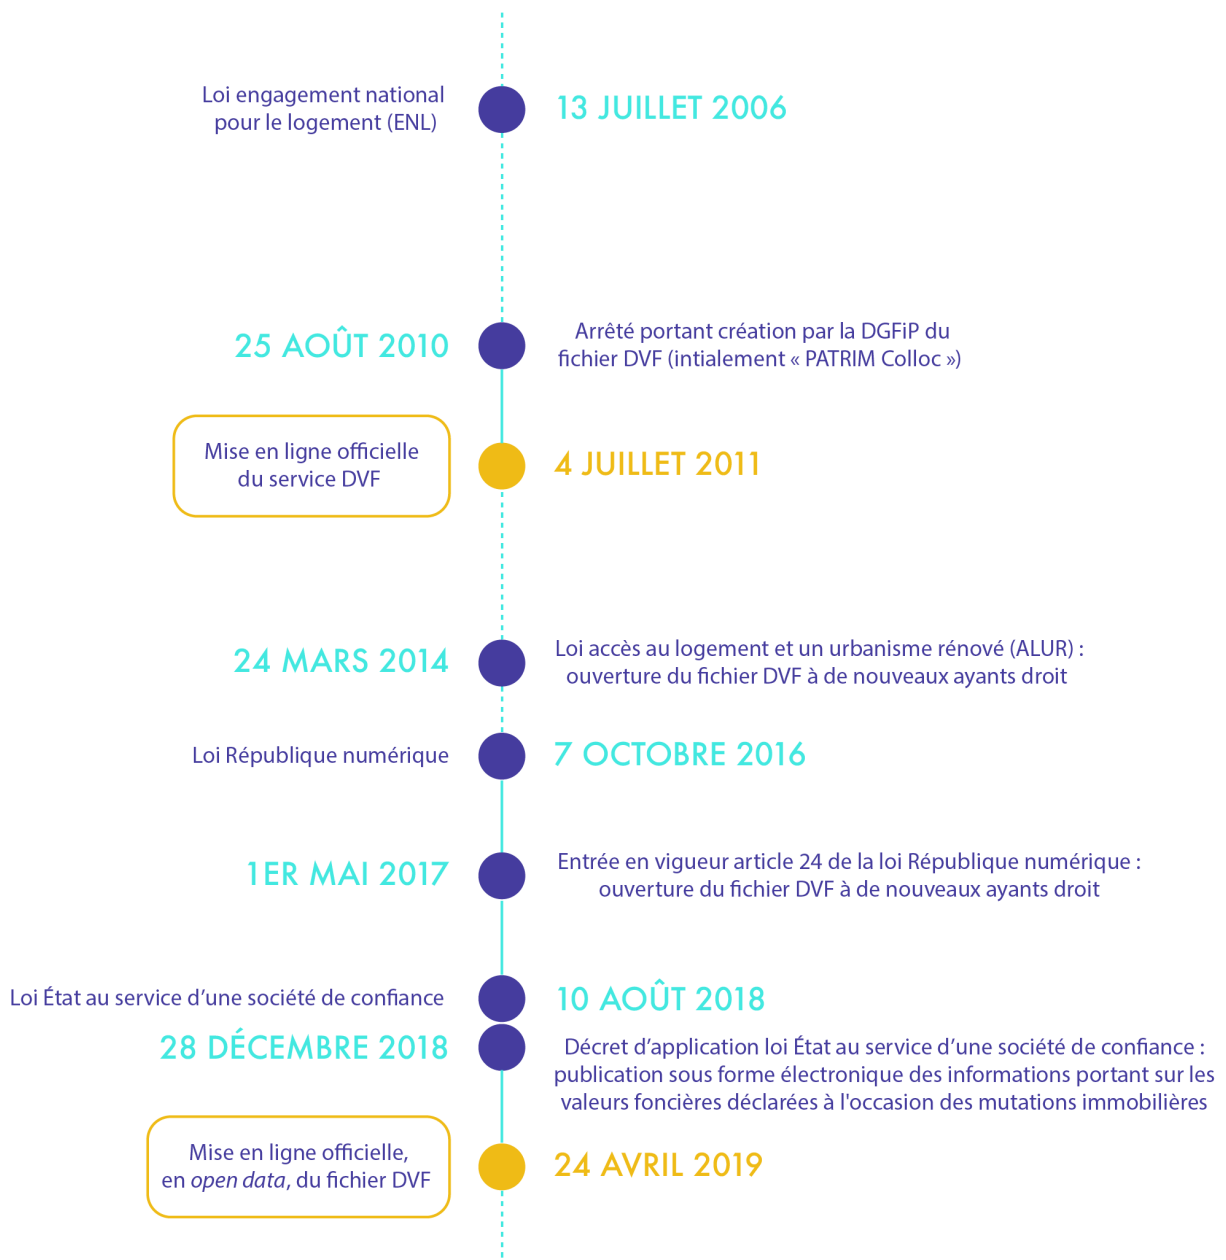 Loi engagement national
pour le logement (ENL)
13 JUILLET 2006
25 AOÛT 2010
Arrêté portant création par la DGFiP du
fichier DVF (intialement « PATRIM Colloc »)
Mise en ligne officielle
du service DVF
4 JUILLET 2011
24 MARS 2014
Loi accès au logement et un urbanisme rénové (ALUR) :
ouverture du fichier DVF à de nouveaux ayants droit
Loi République numérique
7 OCTOBRE 2016
1ER MAI 2017
Entrée en vigueur article 24 de la loi République numérique :
ouverture du fichier DVF à de nouveaux ayants droit
Loi État au service d’une société de confiance
10 AOÛT 2018
28 DÉCEMBRE 2018
Décret d’application loi État au service d’une société de confiance :
publication sous forme électronique des informations portant sur les
valeurs foncières déclarées à l'occasion des mutations immobilières
Mise en ligne officielle,
en open data, du fichier DVF
24 AVRIL 2019